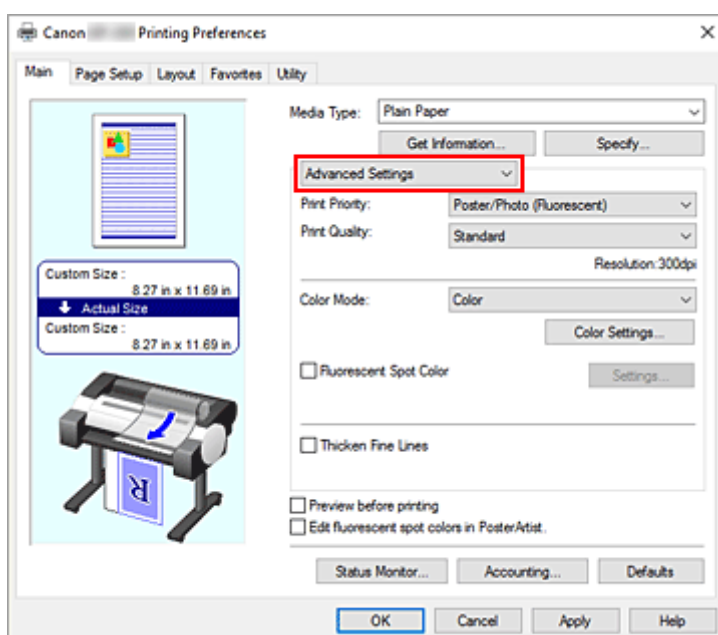 Canon Printing Preferences
Main Page Setup Layout Favorites Utility
Media Type: Plain Paper
Get Information... Specify...
Advanced Settings
Print Priority: Poster/Photo (Fluorescent)
Print Quality: Standard
Resolution:300dpi
Custom Size :
8.27 in x 11.69 in
Actual Size
Custom Size :
8.27 in x 11.69 in
Color Mode: Color
Color Settings...
Fluorescent Spot Color Settings...
Thicken Fine Lines
R
Preview before printing
Edit fluorescent spot colors in PosterArtist.
Status Monitor... Accounting... Defaults
OK Cancel Apply Help